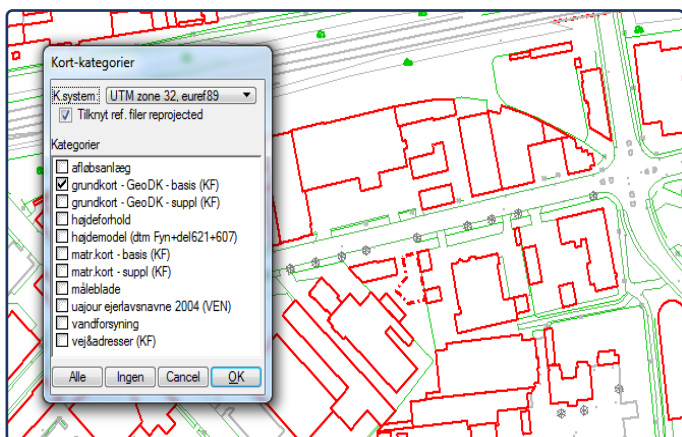 Kort-kategorier
K.system: UTM zone 32, euref89
Tilknyt ref. filer reprojected
Kategorier
afløbsanlæg
grundkort - GeoDK - basis (KF)
grundkort - GeoDK - suppl (KF)
højdeforhold
højdemodel (dtm Fyn+del621+607)
matr.kort - basis (KF)
matr.kort - suppl (KF)
måleblade
uajour ejerlavsnavne 2004 (VEN)
vandforsyning
vej&adresser (KF)
Alle Ingen Cancel OK